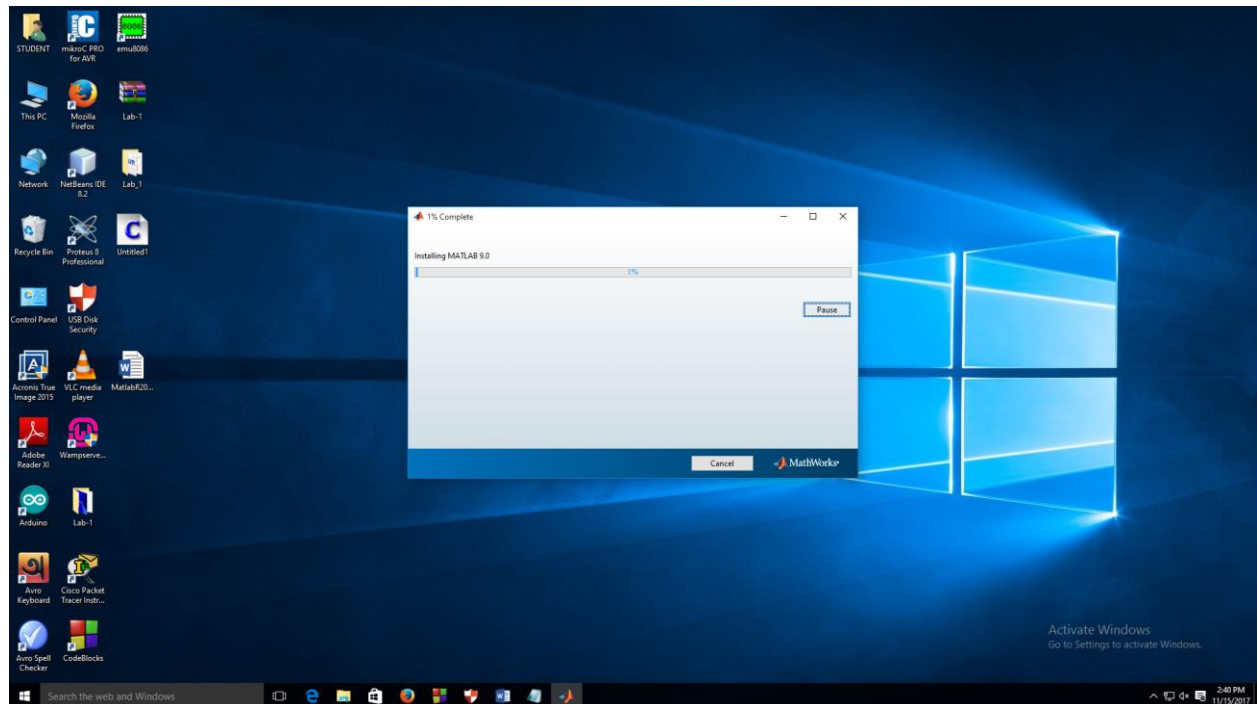 STUDENT
mikroC PRO
for AVR
emu8086
This PC
Mozilla
Firefox
Lab-1
Network
NetBeans IDE
8.2
Lab_1
Recycle Bin
Proteus 8
Professional
Untitled1
Control Panel
USB Disk
Security
Acronis True
Image 2015
VLC media
player
MatlabR20...
Adobe
Reader XI
Wampserve...
Arduino
Lab-1
Avro
Keyboard
Cisco Packet
Tracer Instr...
Avro Spell
Checker
CodeBlocks
1% Complete
Installing MATLAB 9.0
1%
Pause
Cancel
MathWorks
Activate Windows
Go to Settings to activate Windows.
Search the web and Windows
2:40 PM
11/15/2017